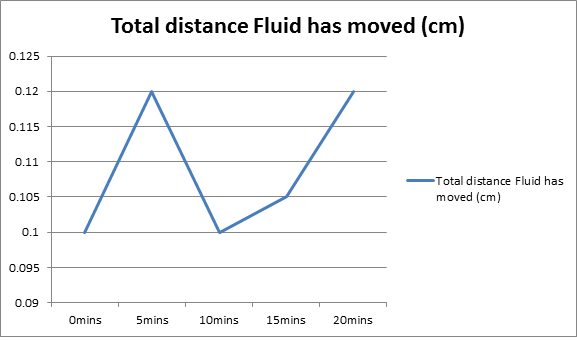 Total distance Fluid has moved (cm)
0.125
0.12
0.115
0.11
0.105
0.1
0.095
0.09
0mins 5mins 10mins 15mins 20mins
Total distance Fluid has
moved (cm)